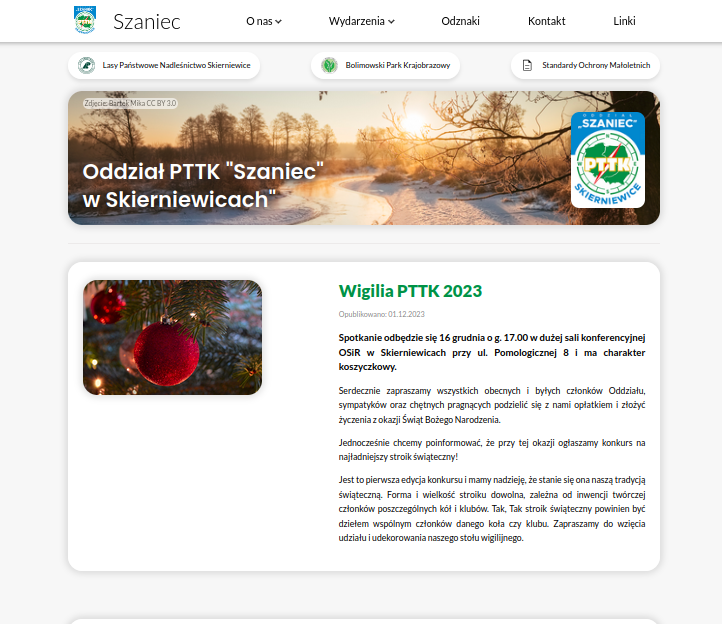 Szaniec
O nas
Wydarzenia
Odznaki
Kontakt
Linki
Lasy Państwowe Nadleśnictwo Skierniewice
Bolimowski Park Krajobrazowy
Standardy Ochrony Małoletnich
Zdjęcie: Bartek Mika CC BY 3.0
Oddział PTTK "Szaniec"
w Skierniewicach"
ODDZIAŁ
„SZANIEC”
PTTK
SKIERNIEWICE
Wigilia PTTK 2023
Opublikowano: 01.12.2023
Spotkanie odbędzie się 16 grudnia o g. 17.00 w dużej sali konferencyjnej
OSiR w Skierniewicach przy ul. Pomologicznej 8 i ma charakter
koszyczkowy.
Serdecznie zapraszamy wszystkich obecnych i byłych członków Oddziału,
sympatyków oraz chętnych pragnących podzielić się z nami opłatkiem i złożyć
życzenia z okazji Świąt Bożego Narodzenia.
Jednocześnie chcemy poinformować, że przy tej okazji ogłaszamy konkurs na
najładniejszy stroik świąteczny!
Jest to pierwsza edycja konkursu i mamy nadzieję, że stanie się ona naszą tradycją
świąteczną. Forma i wielkość stroiku dowolna, zależna od inwencji twórczej
członków poszczególnych kół i klubów. Tak, Tak stroik świąteczny powinien być
dziełem wspólnym członków danego koła czy klubu. Zapraszamy do wzięcia
udziału i udekorowania naszego stołu wigilijnego.